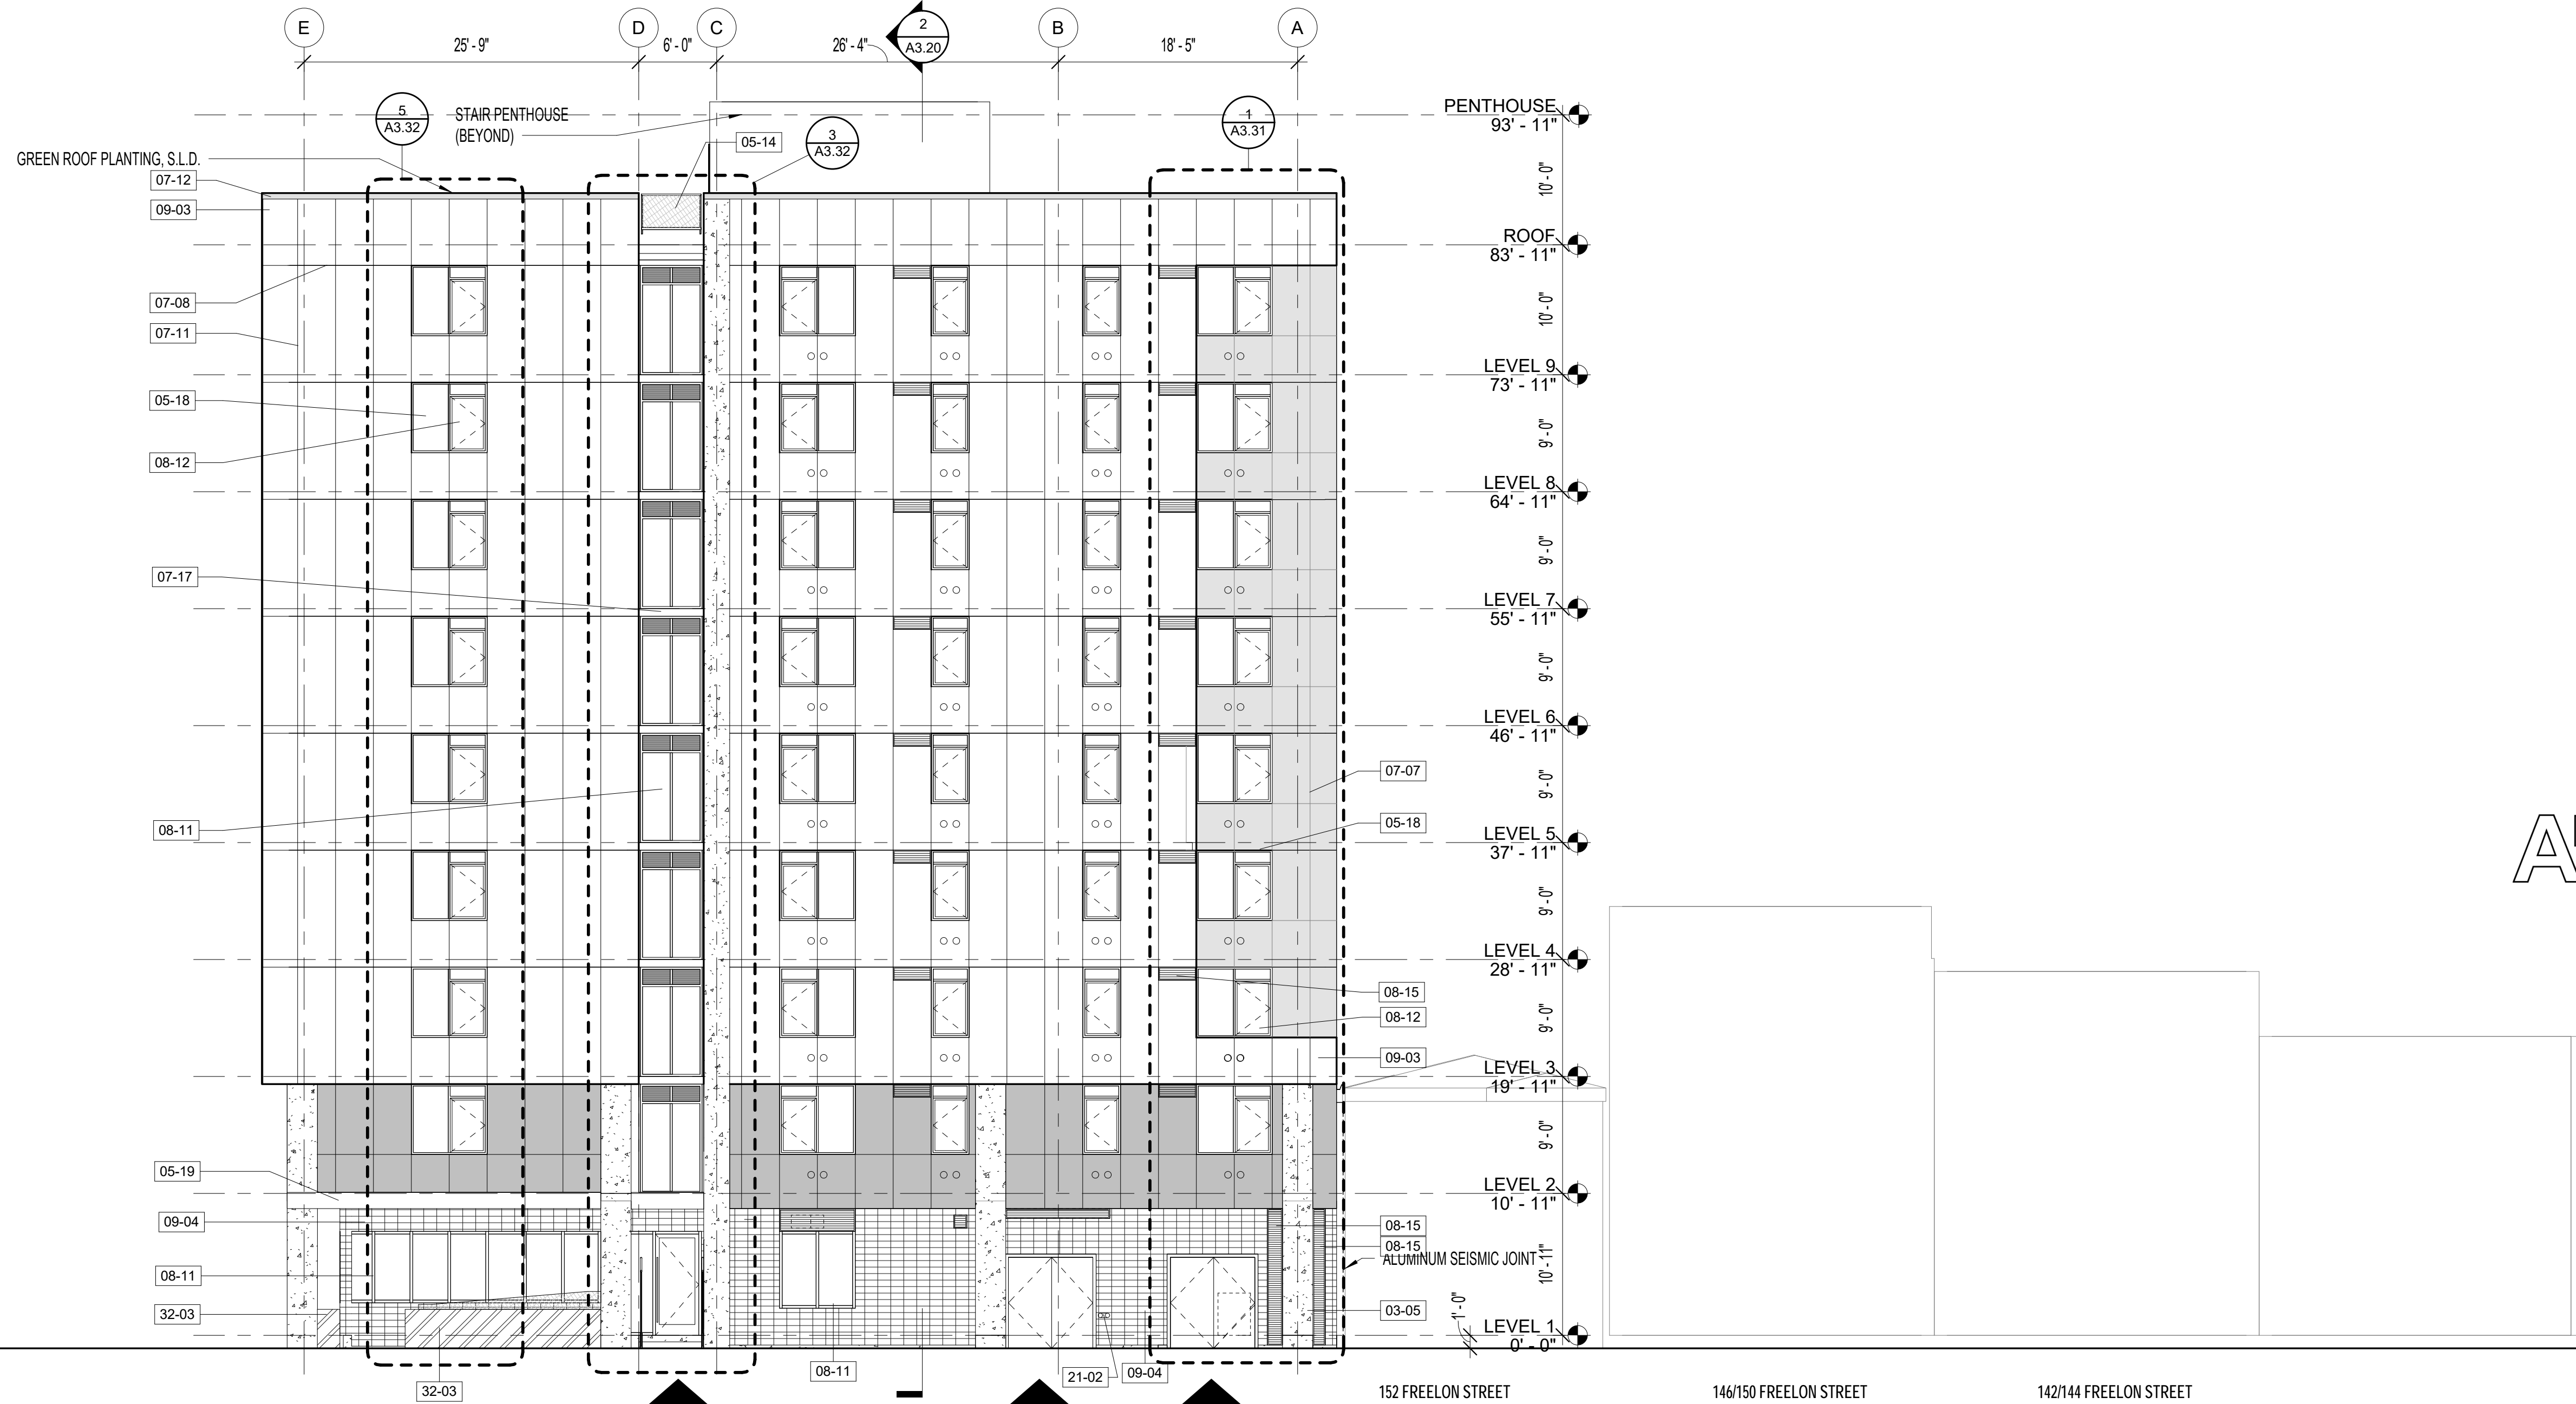 E
D
C
2
A3.20
B
A
25' - 9"
6' - 0"
26' - 4"
18' - 5"
5
A3.32
STAIR PENTHOUSE
(BEYOND)
3
A3.32
05-14
1
A3.31
PENTHOUSE
93' - 11"
GREEN ROOF PLANTING, S.L.D.
07-12
09-03
10' - 0"
ROOF
83' - 11"
07-08
10' - 0"
07-11
LEVEL 9
73' - 11"
05-18
9' - 0"
08-12
LEVEL 8
64' - 11"
9' - 0"
07-17
LEVEL 7
55' - 11"
9' - 0"
LEVEL 6
46' - 11"
07-07
9' - 0"
05-18
08-11
LEVEL 5
37' - 11"
9' - 0"
LEVEL 4
28' - 11"
08-15
08-12
9' - 0"
09-03
LEVEL 3
19' - 11"
9' - 0"
05-19
LEVEL 2
10' - 11"
09-04
08-15
08-15
ALUMINUM SEISMIC JOINT
10' - 11"
08-11
32-03
03-05
1' - 0"
LEVEL 1
0' - 0"
08-11
21-02
09-04
32-03
152 FREELON STREET
146/150 FREELON STREET
142/144 FREELON STREET